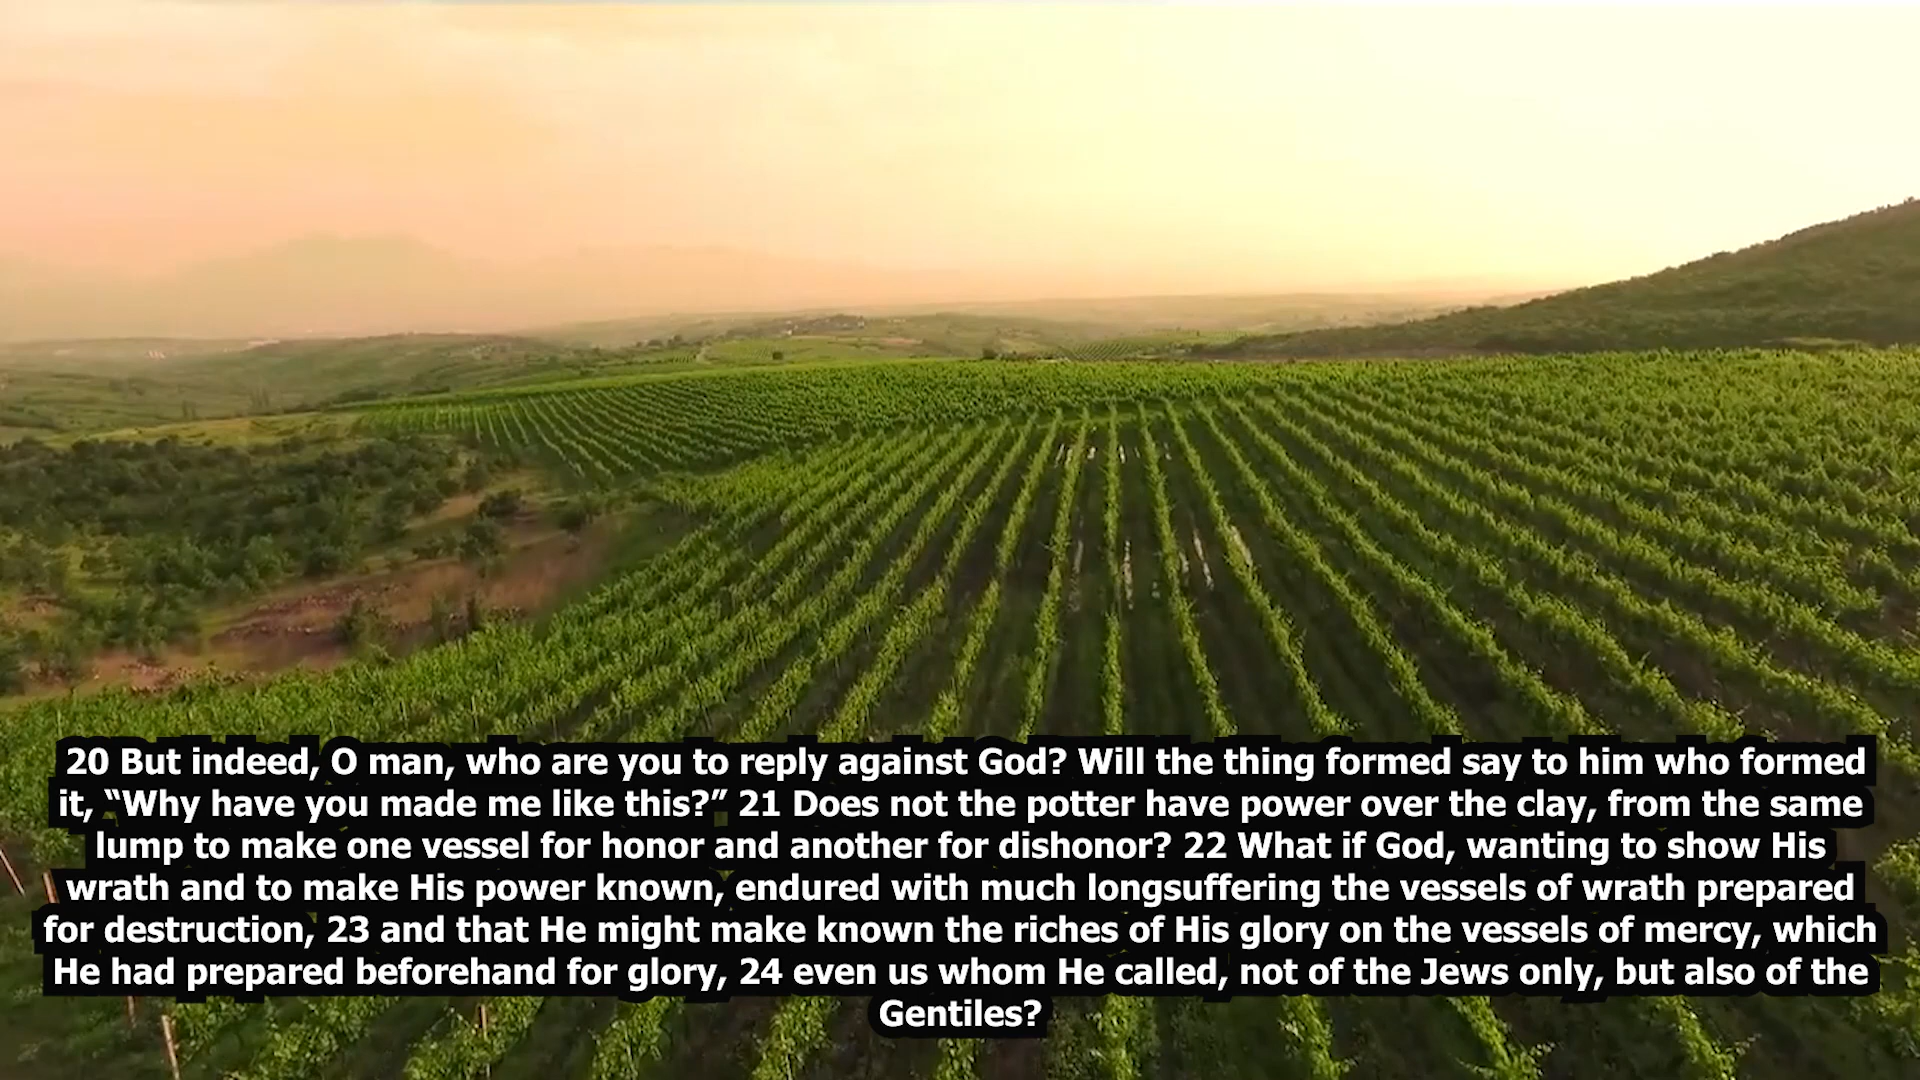 20 But indeed, O man, who are you to reply against God? Will the thing formed say to him who formed
it, “Why have you made me like this?” 21 Does not the potter have power over the clay, from the same
lump to make one vessel for honor and another for dishonor? 22 What if God, wanting to show His
wrath and to make His power known, endured with much longsuffering the vessels of wrath prepared
for destruction, 23 and that He might make known the riches of His glory on the vessels of mercy, which
He had prepared beforehand for glory, 24 even us whom He called, not of the Jews only, but also of the
Gentiles?